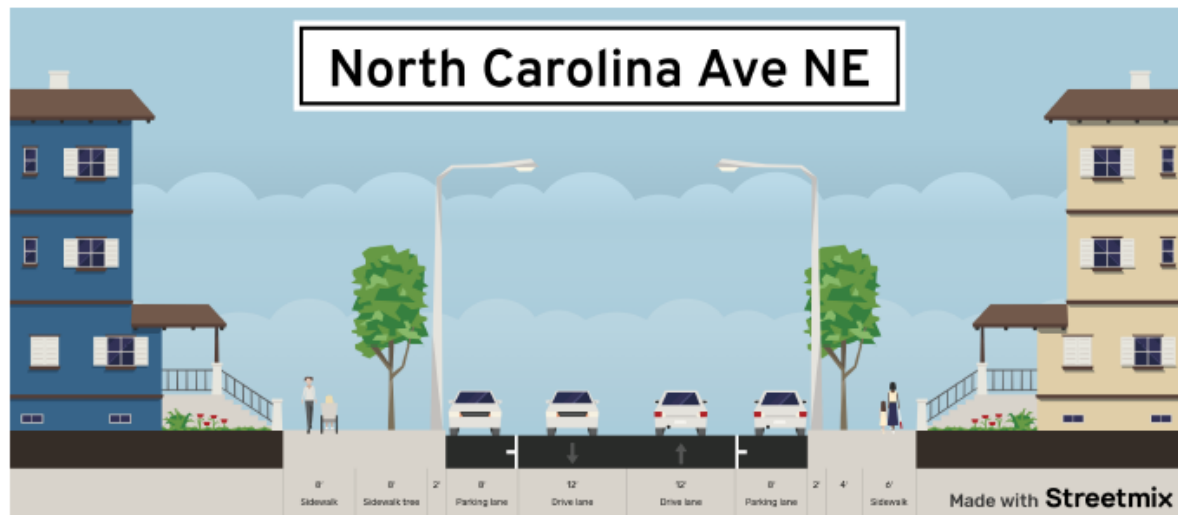 North Carolina Ave NE
8' 8' 2' 8' 12' 12' 8' 2' 4' 6'
Sidewalk Sidewalk tree Parking lane Drive lane Drive lane Parking lane Sidewalk
Made with Streetmix